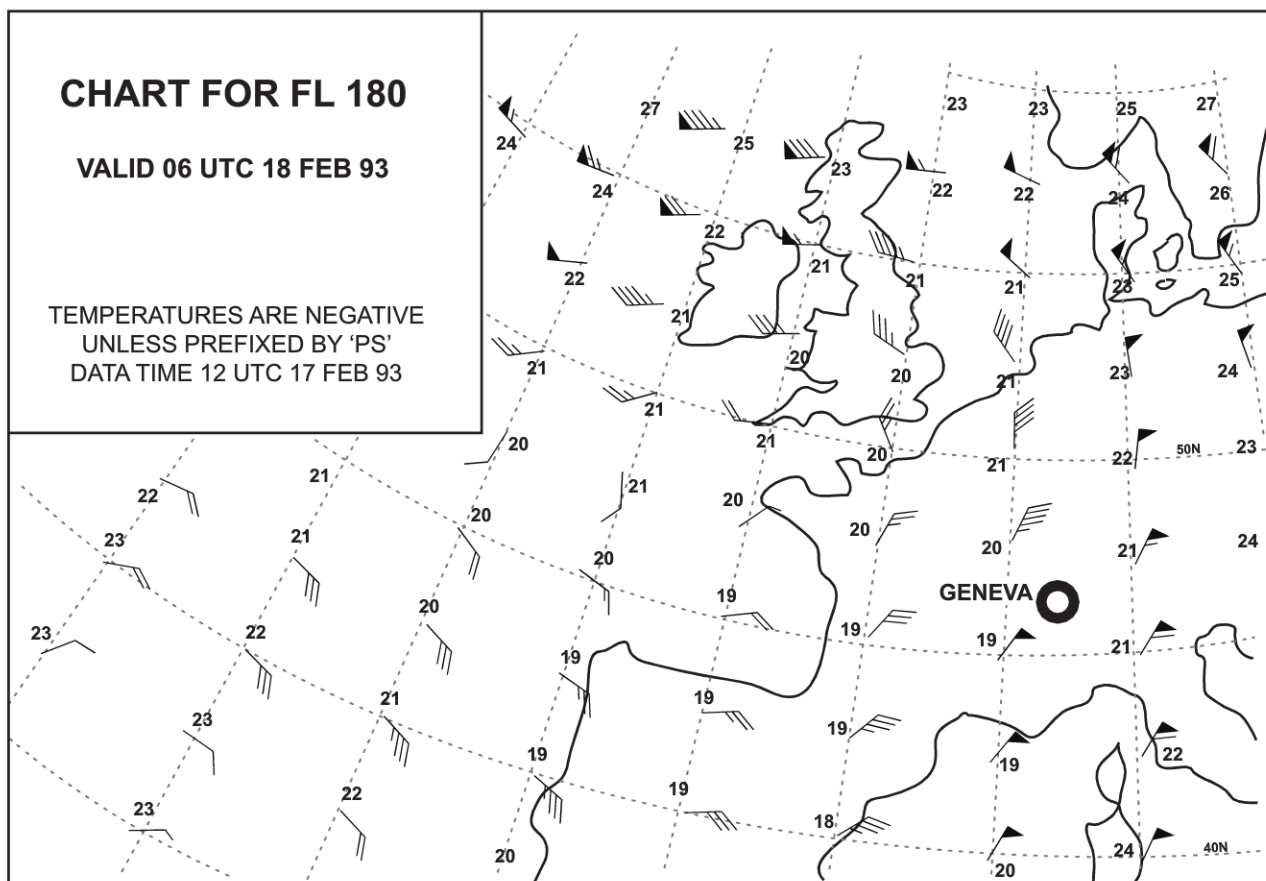 CHART FOR FL 180
VALID 06 UTC 18 FEB 93
TEMPERATURES ARE NEGATIVE
UNLESS PREFIXED BY 'PS'
DATA TIME 12 UTC 17 FEB 93
27 23 23 25 27
24 25
23
24 22 22 24 26
22
22 21 21 23 25
21
21 20 20 21 23 24
21
20 21 20 21 22 50N 23
21
22 21
20 20
23 21 20 20 21 24
20
19
20 GENEVA
23 22 19 19 21
19
23 21 19 19
22
19 19
23 22 19
18
20 20 24 40N